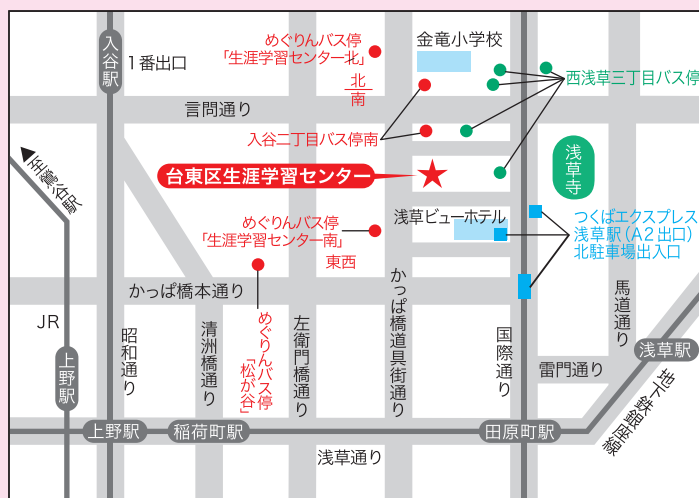 入谷駅
1番出口
めぐりんバス停
「生涯学習センター北」
北
南
金竜小学校
西浅草三丁目バス停
言問通り
入谷二丁目バス停南
至鶯谷駅
台東区生涯学習センター
浅草寺
めぐりんバス停
「生涯学習センター南」
東西
浅草ビューホテル
つくばエクスプレス
浅草駅(A2出口)
北駐車場出入口
かっぱ橋本通り
JR
上野駅
昭和通り
清洲橋通り
めぐりんバス停
「松が谷」
左衛門橋通り
かっぱ橋道具街通り
国際通り
馬道通り
雷門通り
浅草駅
地下鉄銀座線
上野駅
稲荷町駅
田原町駅
浅草通り